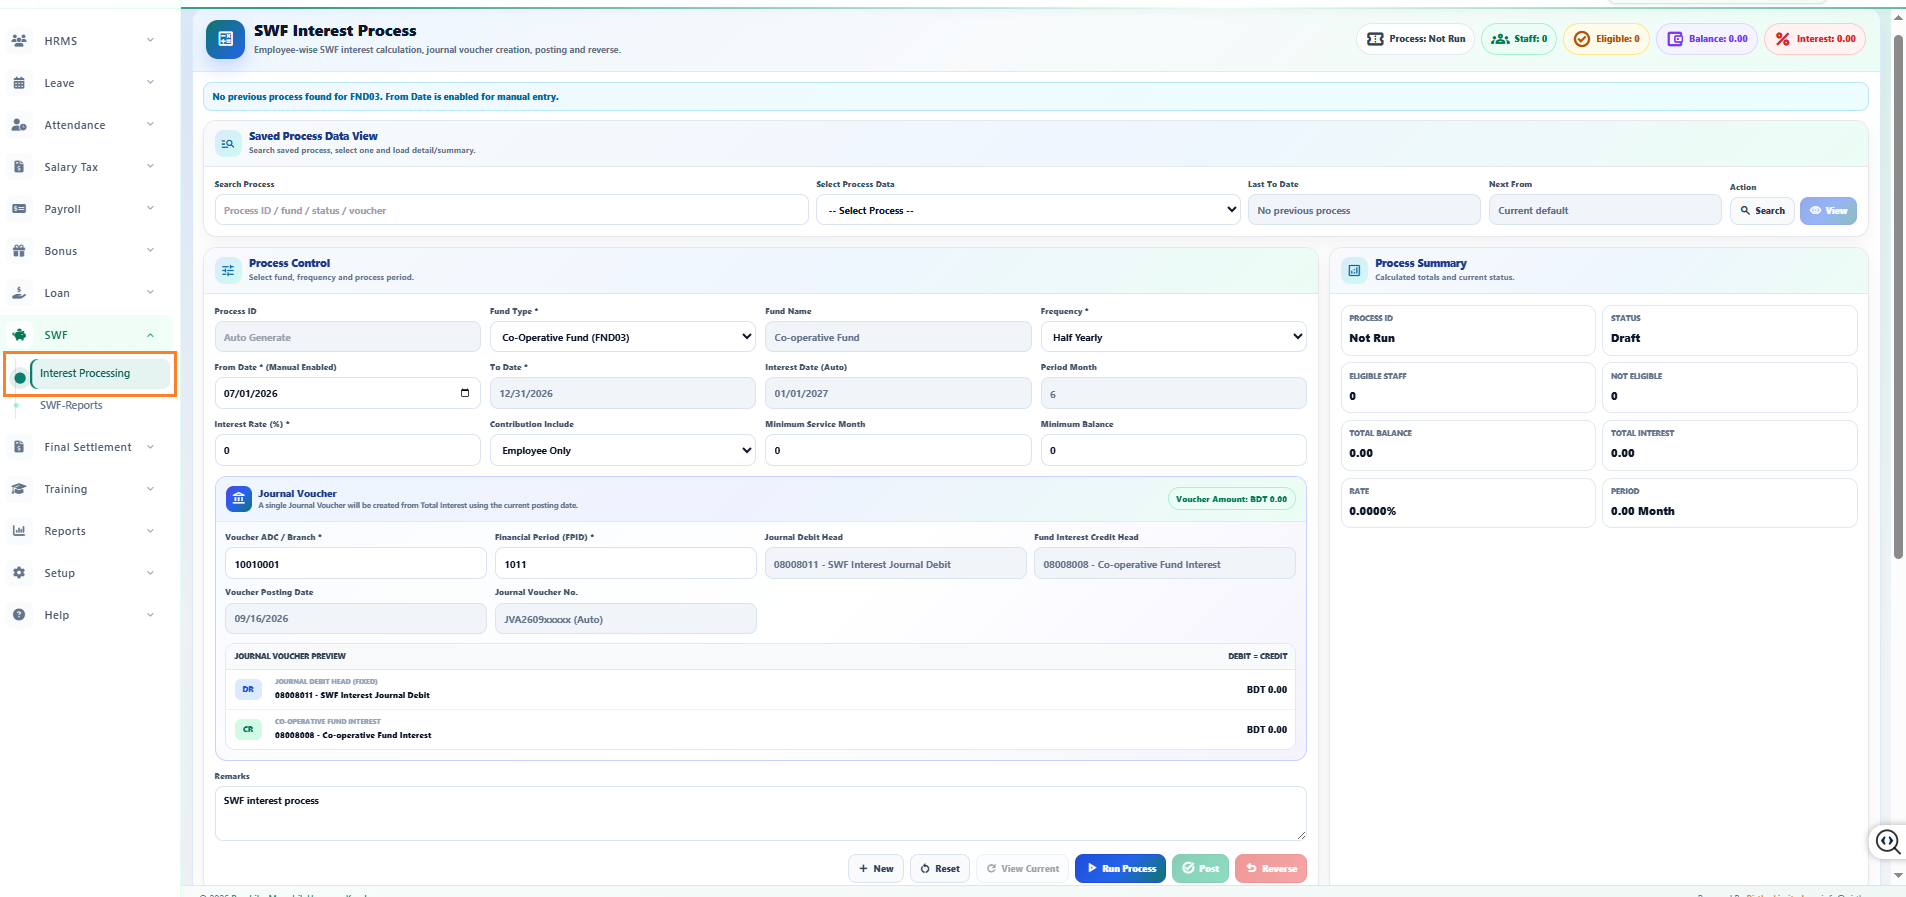 HRMS
Leave
Attendance
Salary Tax
Payroll
Bonus
Loan
SWF
Interest Processing
SWF-Reports
Final Settlement
Training
Reports
Setup
Help
SWF Interest Process
Employee-wise SWF interest calculation, journal voucher creation, posting and reverse.
Process: Not Run Staff: 0 Eligible: 0 Balance: 0.00 Interest: 0.00
No previous process found for FND03. From Date is enabled for manual entry.
Saved Process Data View
Search saved process, select one and load detail/summary.
Search Process Select Process Data Last To Date Next From Action
Process ID / fund / status / voucher -- Select Process -- No previous process Current default Search View
Process Control
Select fund, frequency and process period.
Process ID Fund Type * Fund Name Frequency *
Auto Generate Co-Operative Fund (FND03) Co-operative Fund Half Yearly
From Date * (Manual Enabled) To Date * Interest Date (Auto) Period Month
07/01/2026 12/31/2026 01/01/2027 6
Interest Rate (%) * Contribution Include Minimum Service Month Minimum Balance
0 Employee Only 0 0
Journal Voucher
A single Journal Voucher will be created from Total Interest using the current posting date.
Voucher Amount: BDT 0.00
Voucher ADC / Branch * Financial Period (FPID) * Journal Debit Head Fund Interest Credit Head
10010001 1011 08008011 - SWF Interest Journal Debit 08008008 - Co-operative Fund Interest
Voucher Posting Date Journal Voucher No.
09/16/2026 JVA2609xxxxx (Auto)
JOURNAL VOUCHER PREVIEW DEBIT = CREDIT
DR JOURNAL DEBIT HEAD (FIXED)
08008011 - SWF Interest Journal Debit BDT 0.00
CR CO-OPERATIVE FUND INTEREST
08008008 - Co-operative Fund Interest BDT 0.00
Remarks
SWF interest process
New Reset View Current Run Process Post Reverse
Process Summary
Calculated totals and current status.
PROCESS ID STATUS
Not Run Draft
ELIGIBLE STAFF NOT ELIGIBLE
0 0
TOTAL BALANCE TOTAL INTEREST
0.00 0.00
RATE PERIOD
0.0000% 0.00 Month